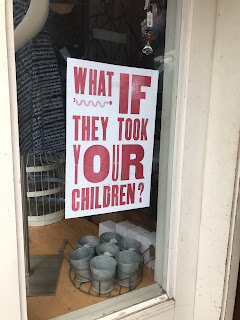 WHAT IF
THEY TOOK
YOUR
CHILDREN?